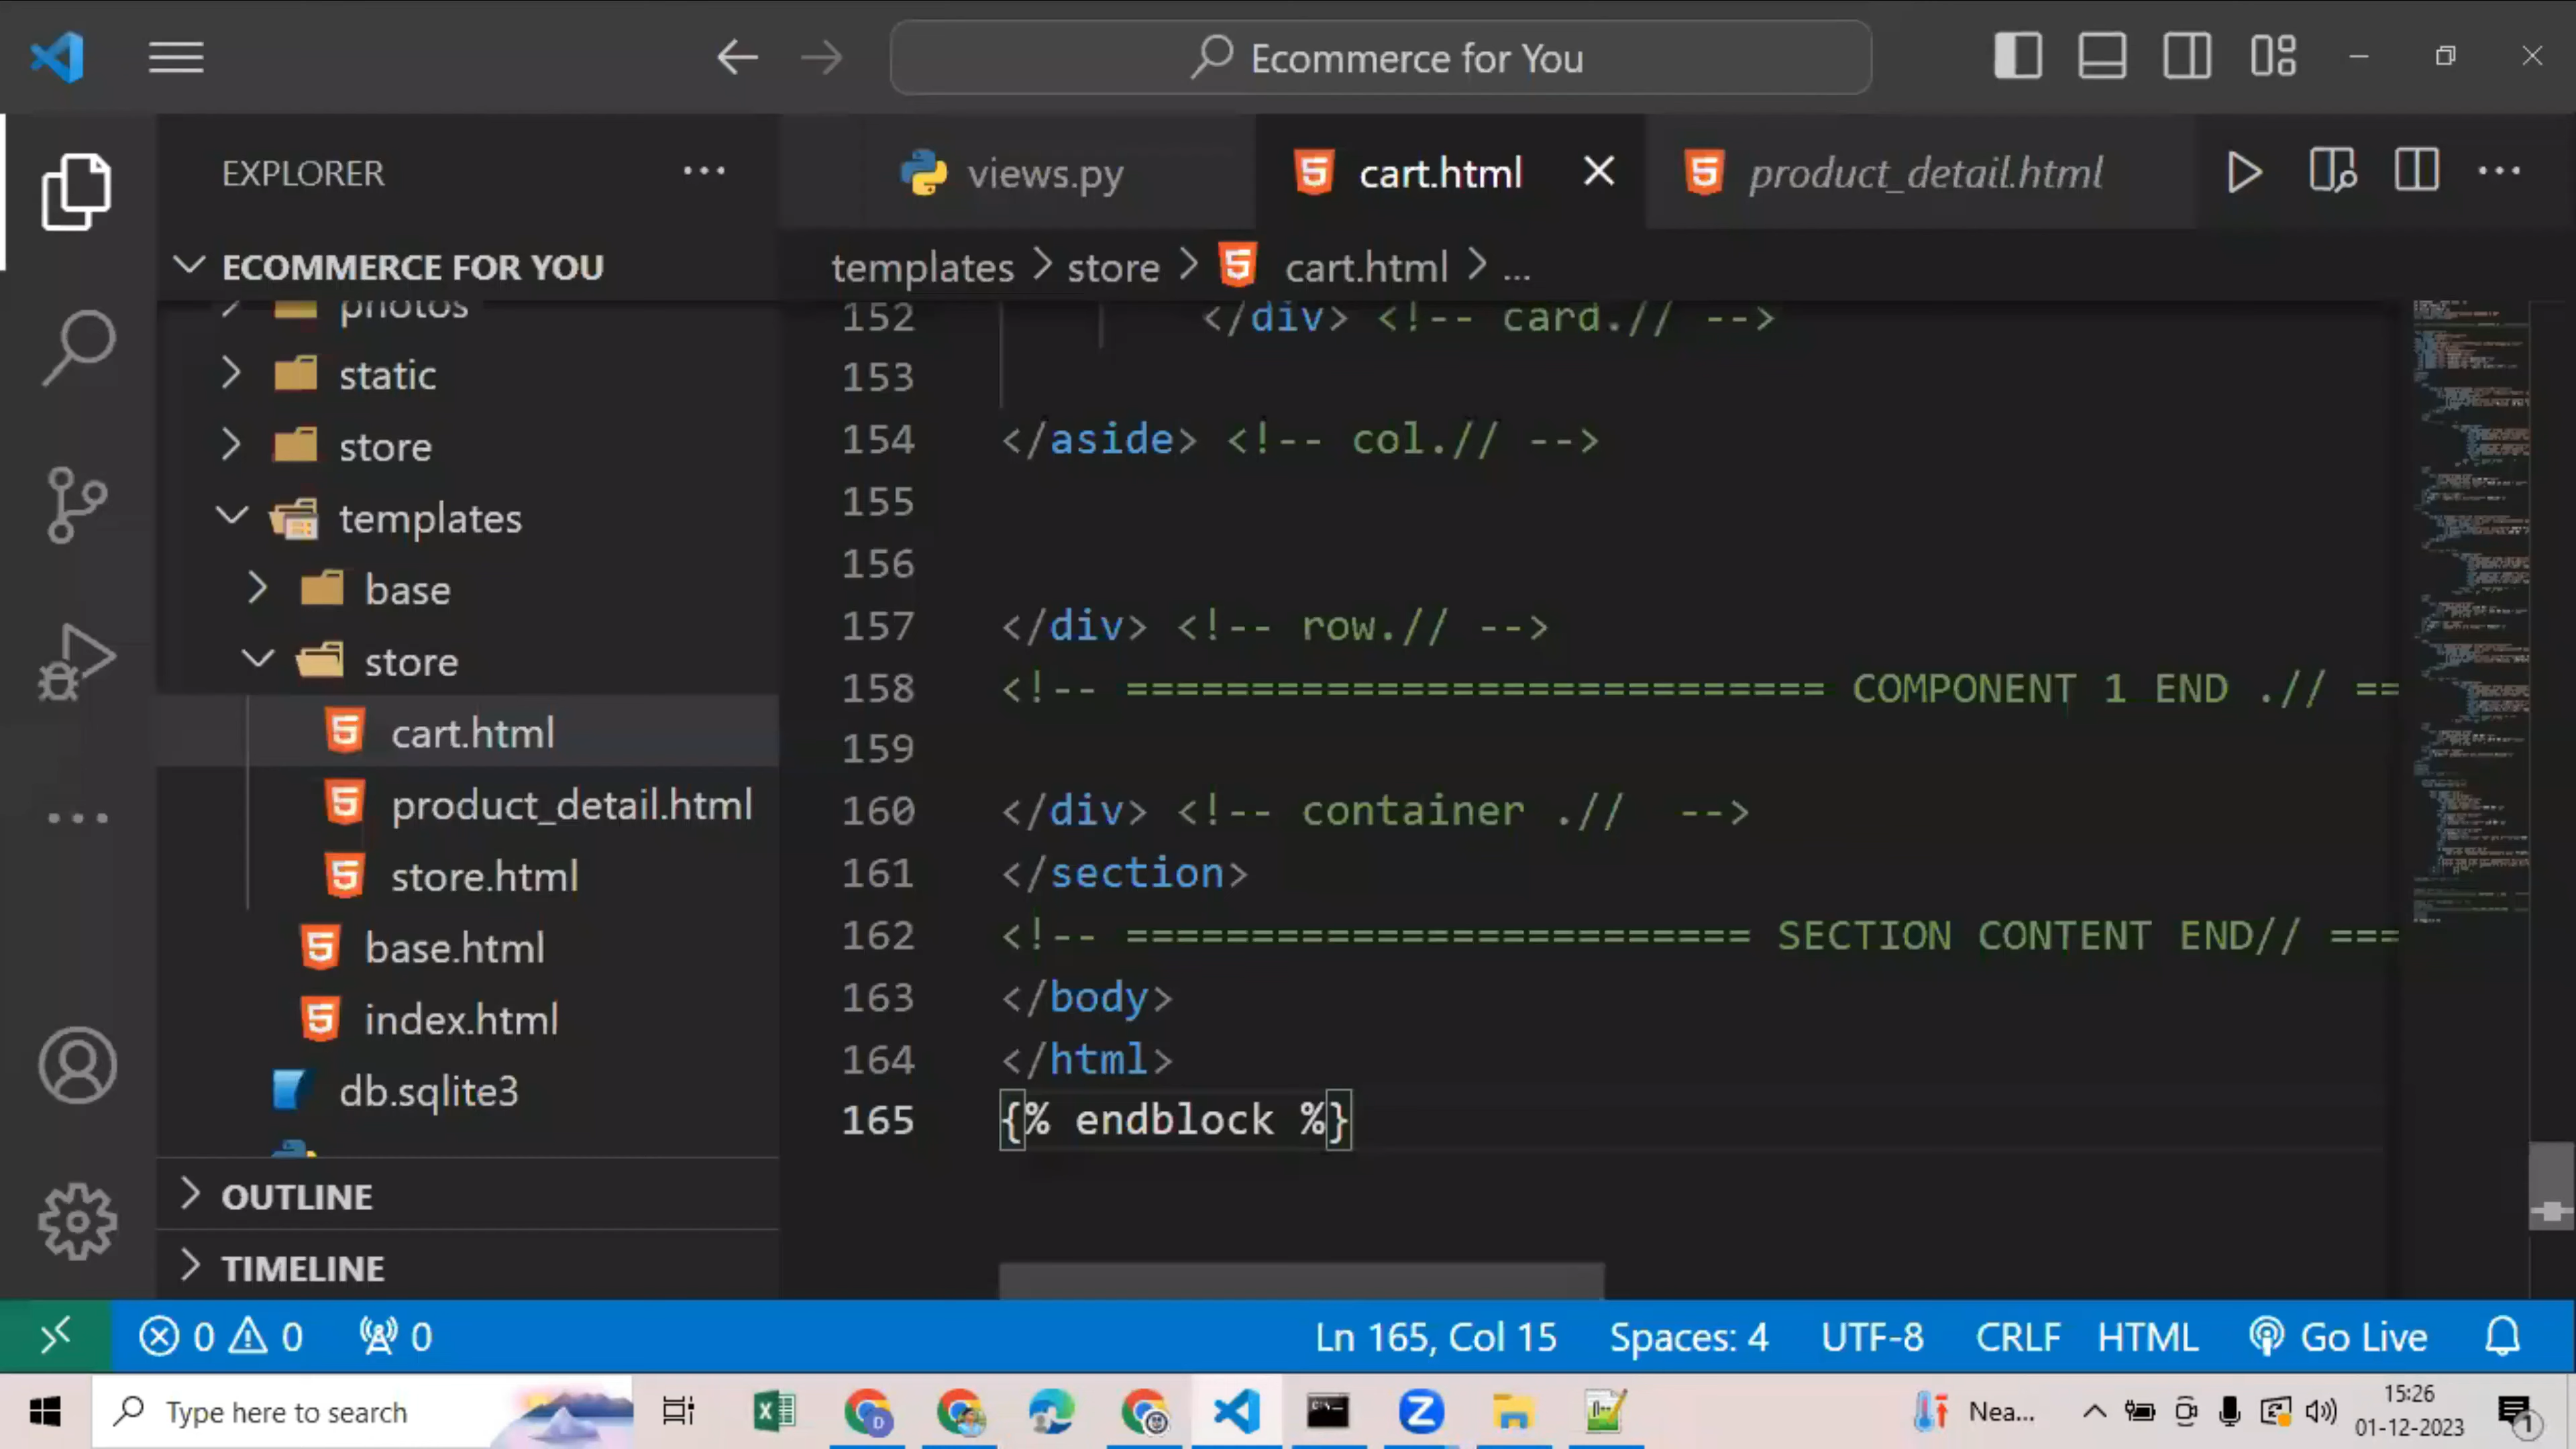 Ecommerce for You
EXPLORER
views.py
cart.html
product_detail.html
ECOMMERCE FOR YOU
templates > store > cart.html > ...
photos
static
store
templates
base
store
cart.html
product_detail.html
store.html
base.html
index.html
db.sqlite3
OUTLINE
TIMELINE
152 </div> <!-- card.// -->
153
154 </aside> <!-- col.// -->
155
156
157 </div> <!-- row.// -->
158 <!-- ============================ COMPONENT 1 END .// ==
159
160 </div> <!-- container .//  -->
161 </section>
162 <!-- ========================= SECTION CONTENT END// ===
163 </body>
164 </html>
165 {% endblock %}
0 0 0
Ln 165, Col 15 Spaces: 4 UTF-8 CRLF HTML Go Live
Type here to search
Nea...
15:26
01-12-2023
1